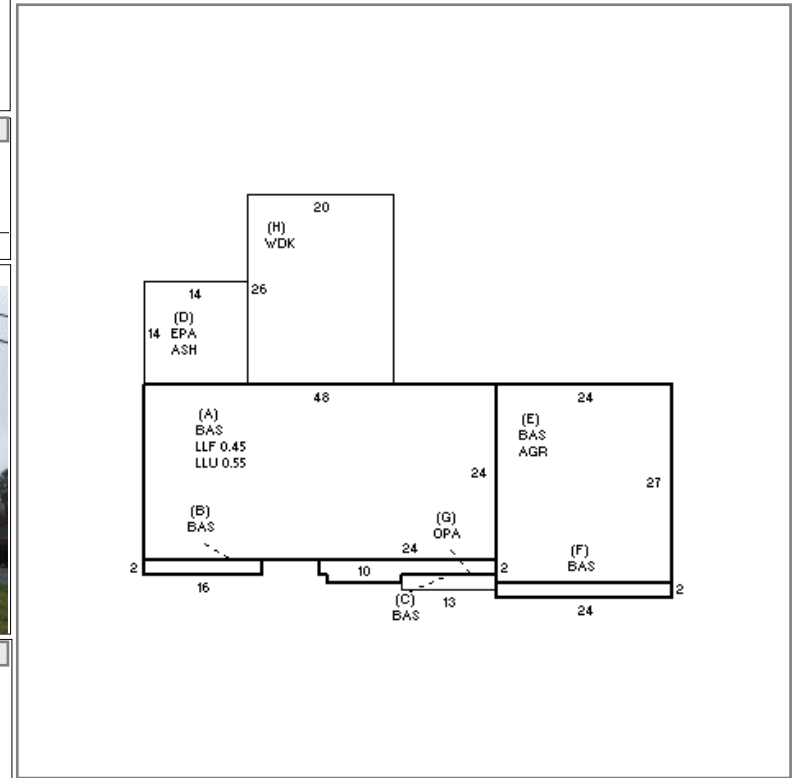 20
(H)
WDK
26
14
(D)
14 EPA
ASH
48
24
(A)
BAS
LLF 0.45
LLU 0.55
(E)
BAS
AGR
24
27
(B)
BAS
(G)
OPA
24
(F)
BAS
2
10
2
16
13
(C)
BAS
2
24